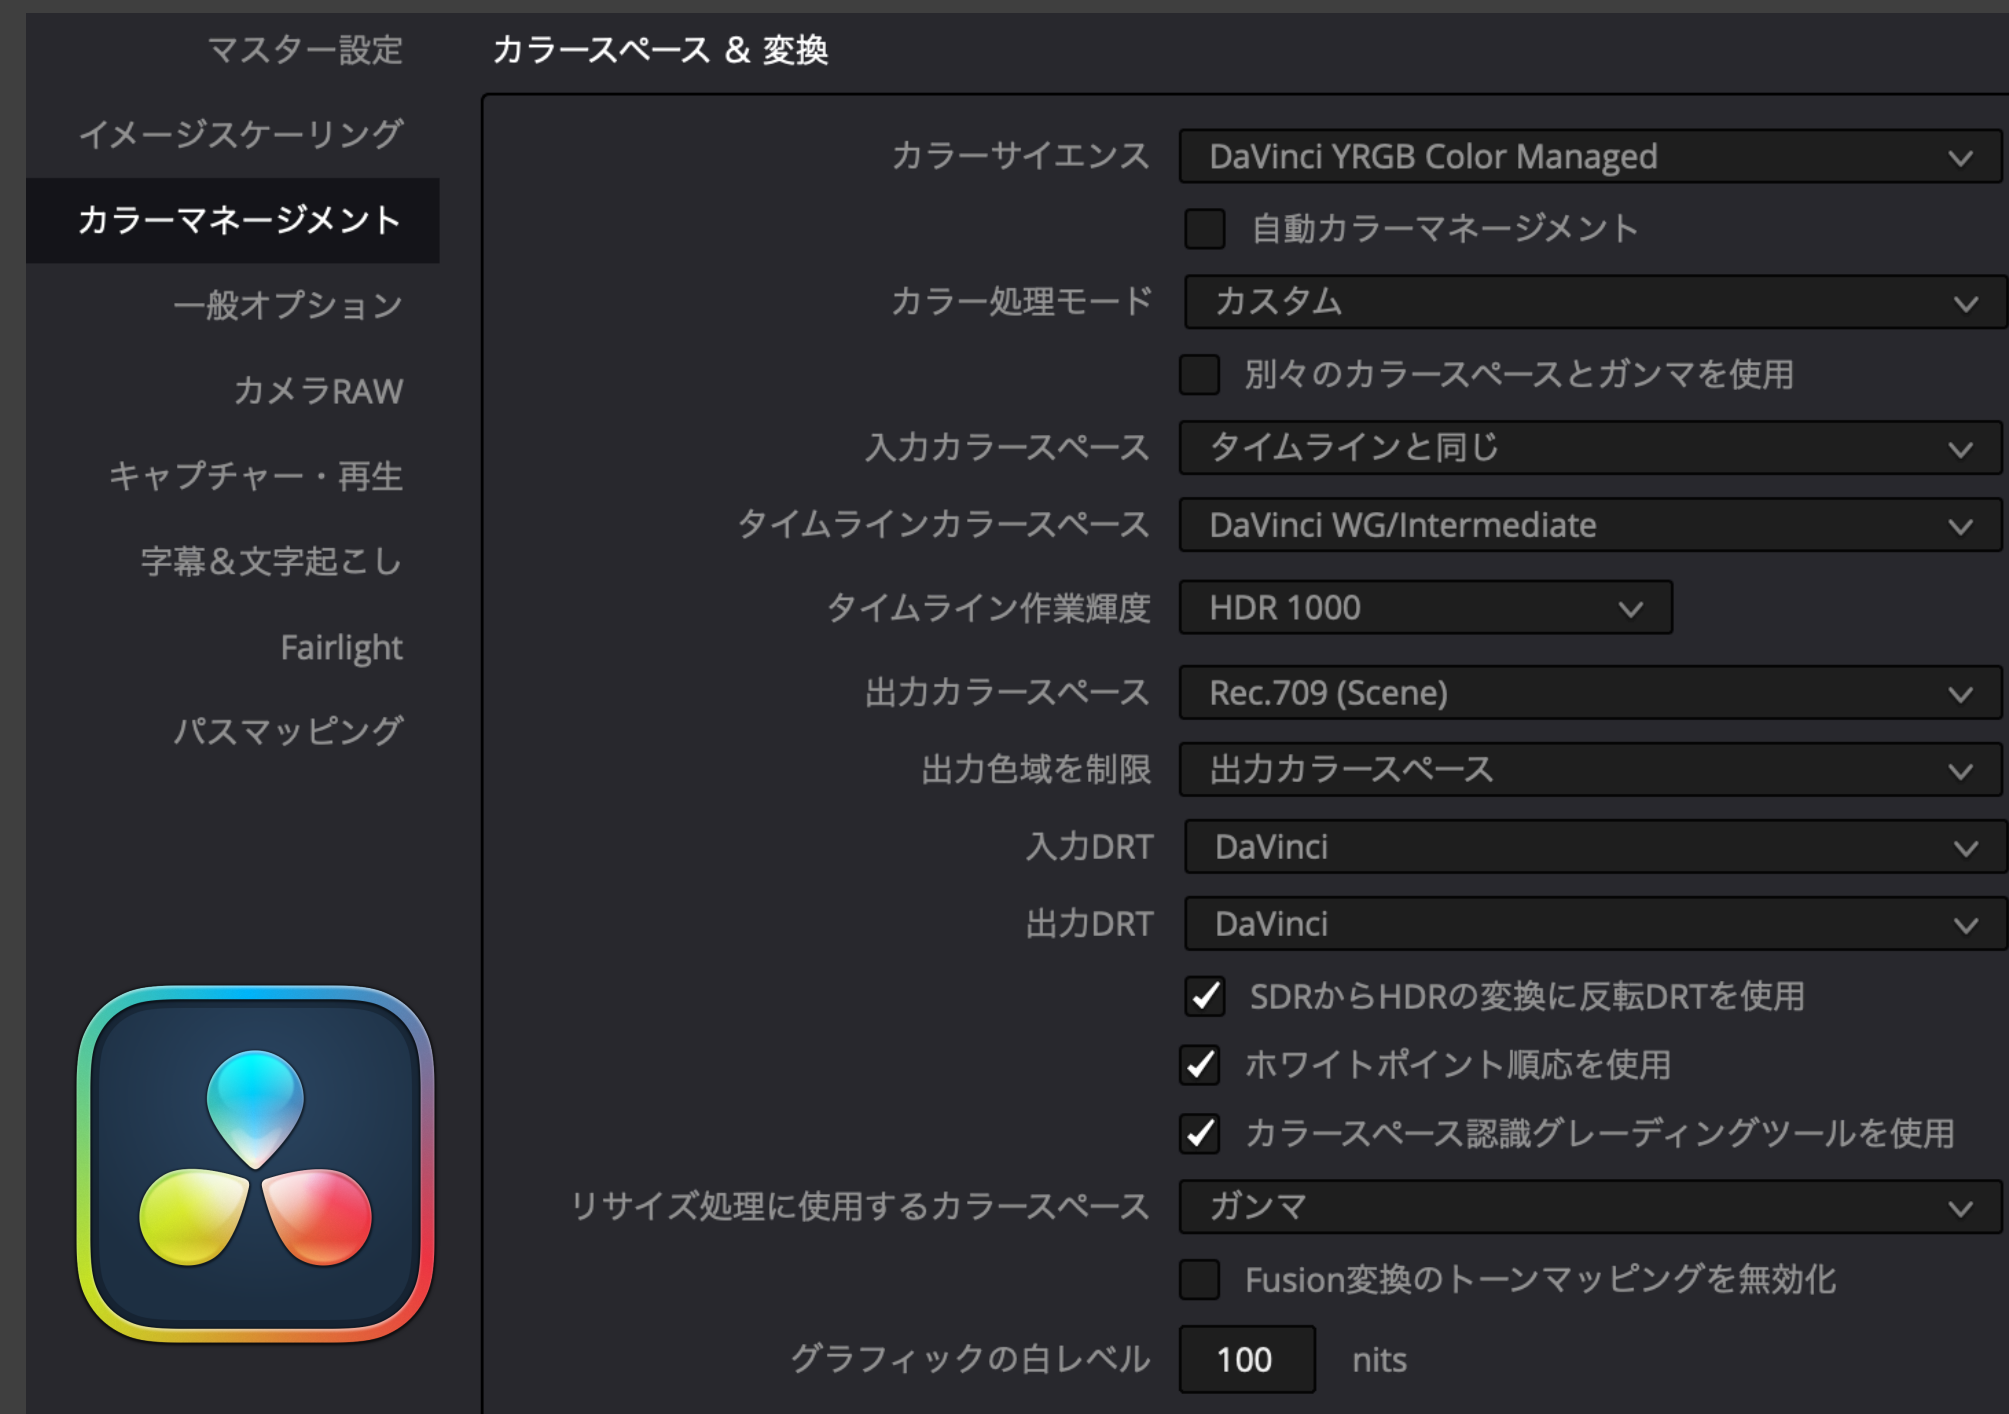 マスター設定
イメージスケーリング
カラーマネージメント
一般オプション
カメラRAW
キャプチャー・再生
字幕&文字起こし
Fairlight
パスマッピング
カラースペース & 変換
カラーサイエンス DaVinci YRGB Color Managed
自動カラーマネージメント
カラー処理モード カスタム
別々のカラースペースとガンマを使用
入力カラースペース タイムラインと同じ
タイムラインカラースペース DaVinci WG/Intermediate
タイムライン作業輝度 HDR 1000
出力カラースペース Rec.709 (Scene)
出力色域を制限 出力カラースペース
入力DRT DaVinci
出力DRT DaVinci
SDRからHDRの変換に反転DRTを使用
ホワイトポイント順応を使用
カラースペース認識グレーディングツールを使用
リサイズ処理に使用するカラースペース ガンマ
Fusion変換のトーンマッピングを無効化
グラフィックの白レベル 100 nits